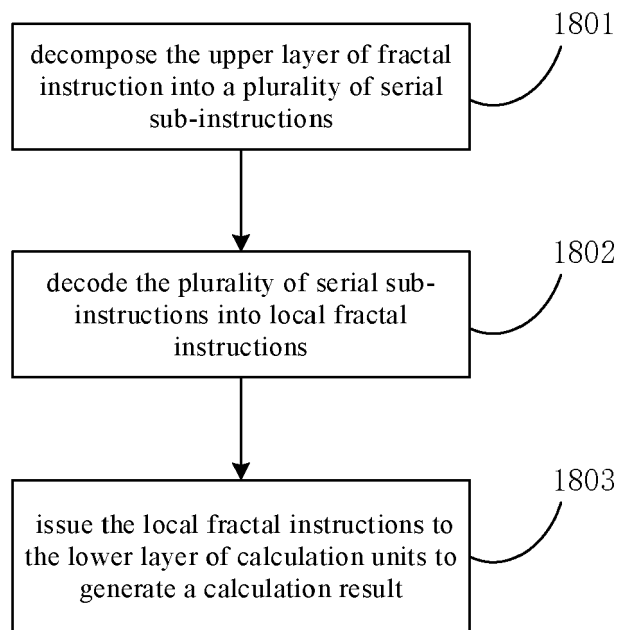 1801
decompose the upper layer of fractal
instruction into a plurality of serial
sub-instructions
1802
decode the plurality of serial sub-
instructions into local fractal
instructions
1803
issue the local fractal instructions to
the lower layer of calculation units to
generate a calculation result